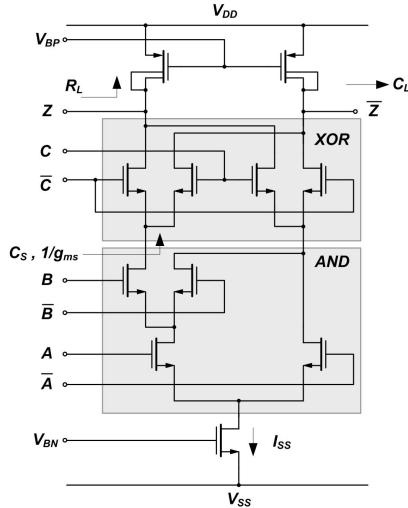 V_DD
V_BP
R_L
C_L
Z
Z̅
XOR
C
C̅
C_S , 1/g_ms
AND
B
B̅
A
A̅
V_BN
I_SS
V_SS